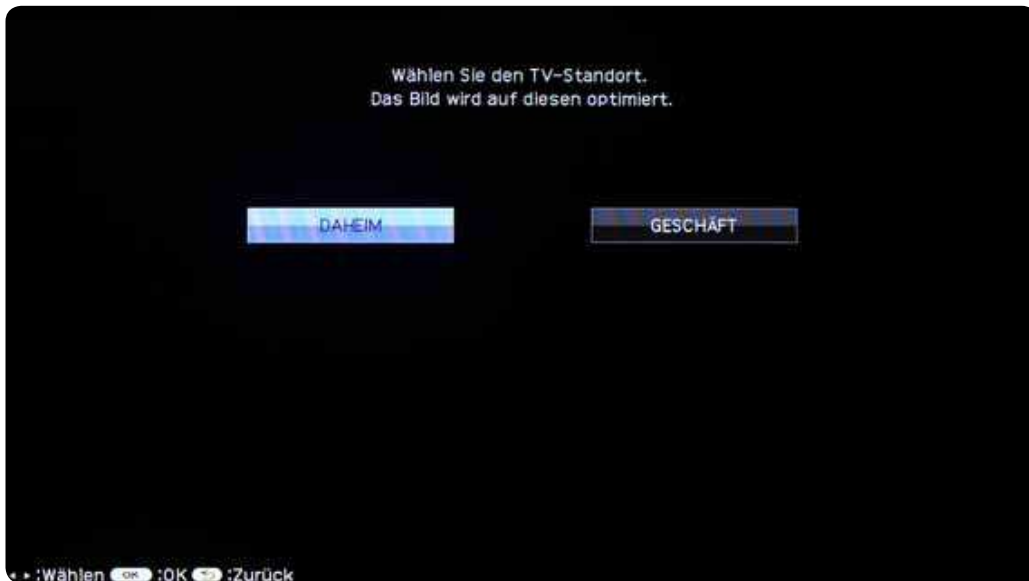 Wählen Sie den TV-Standort.
Das Bild wird auf diesen optimiert.
DAHEIM
GESCHÄFT
:Wählen OK :OK :Zurück